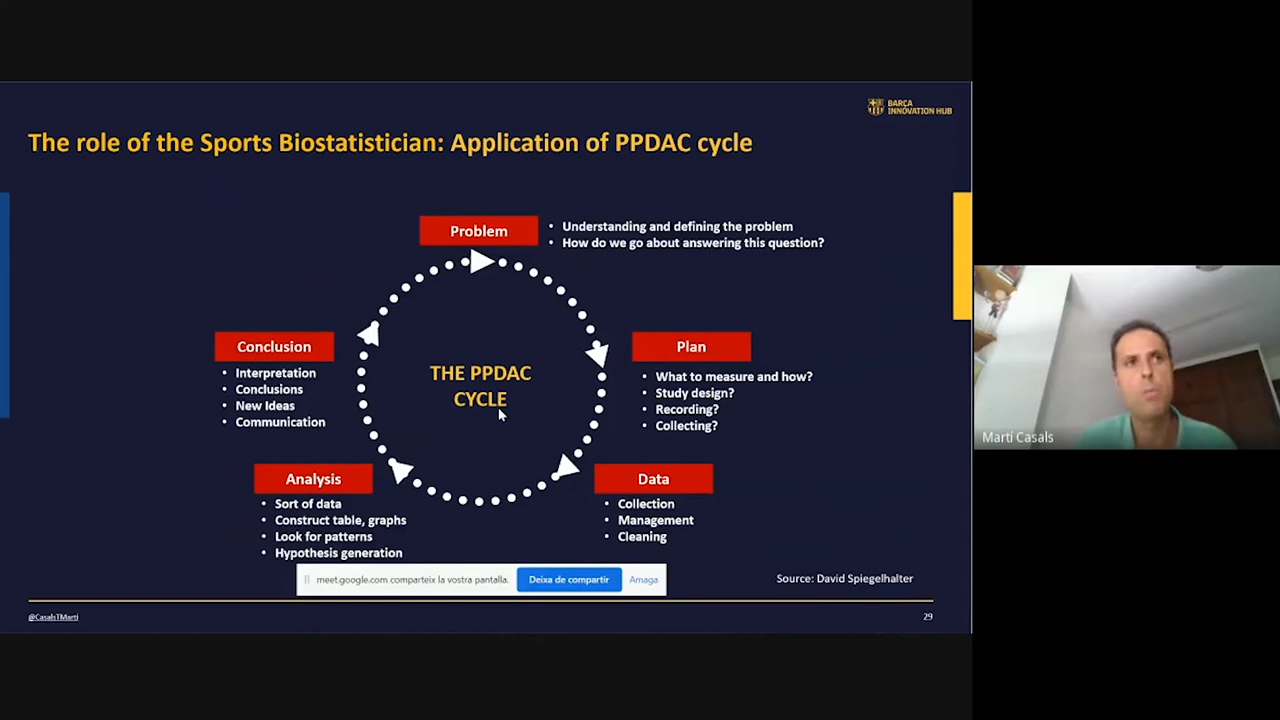 BARÇA
INNOVATION HUB
The role of the Sports Biostatistician: Application of PPDAC cycle
Problem
• Understanding and defining the problem
• How do we go about answering this question?
Conclusion
• Interpretation
• Conclusions
• New Ideas
• Communication
THE PPDAC
CYCLE
Plan
• What to measure and how?
• Study design?
• Recording?
• Collecting?
Analysis
• Sort of data
• Construct table, graphs
• Look for patterns
• Hypothesis generation
Data
• Collection
• Management
• Cleaning
meet.google.com comparteix la vostra pantalla.
Deixa de compartir
Amaga
Source: David Spiegelhalter
@CasalsTMarti
29
Martí Casals